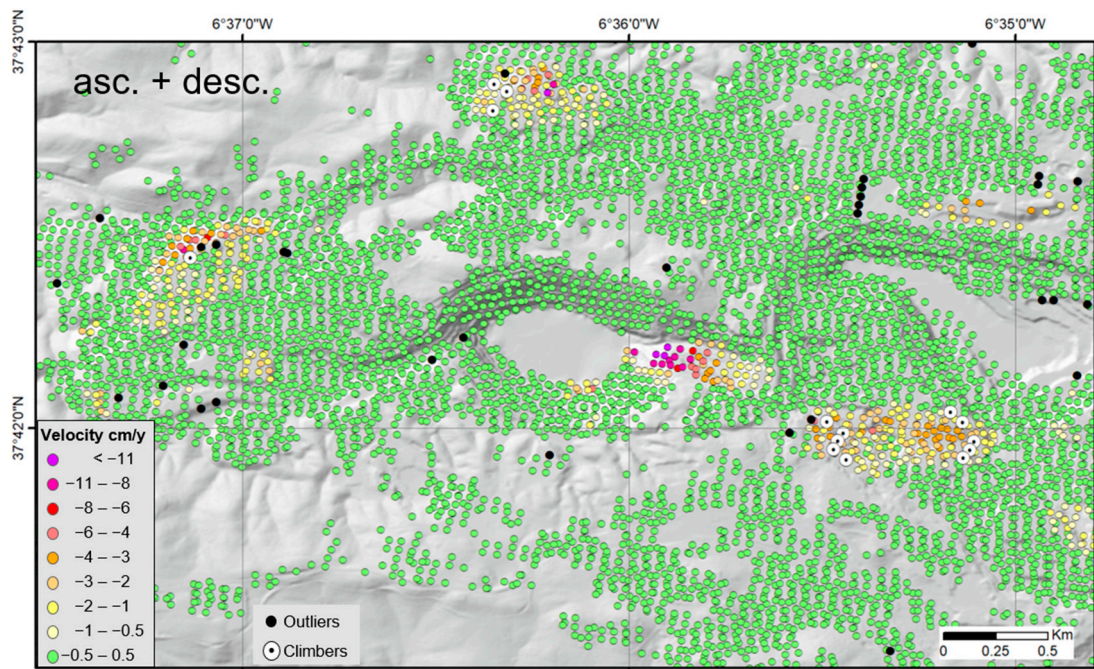 6°37'0"W 6°36'0"W 6°35'0"W
37°43'0"N
asc. + desc.
37°42'0"N
Velocity cm/y
< −11
−11 – −8
−8 – −6
−6 – −4
−4 – −3
−3 – −2
−2 – −1
−1 – −0.5
−0.5 – 0.5
Outliers
Climbers
Km
0 0.25 0.5